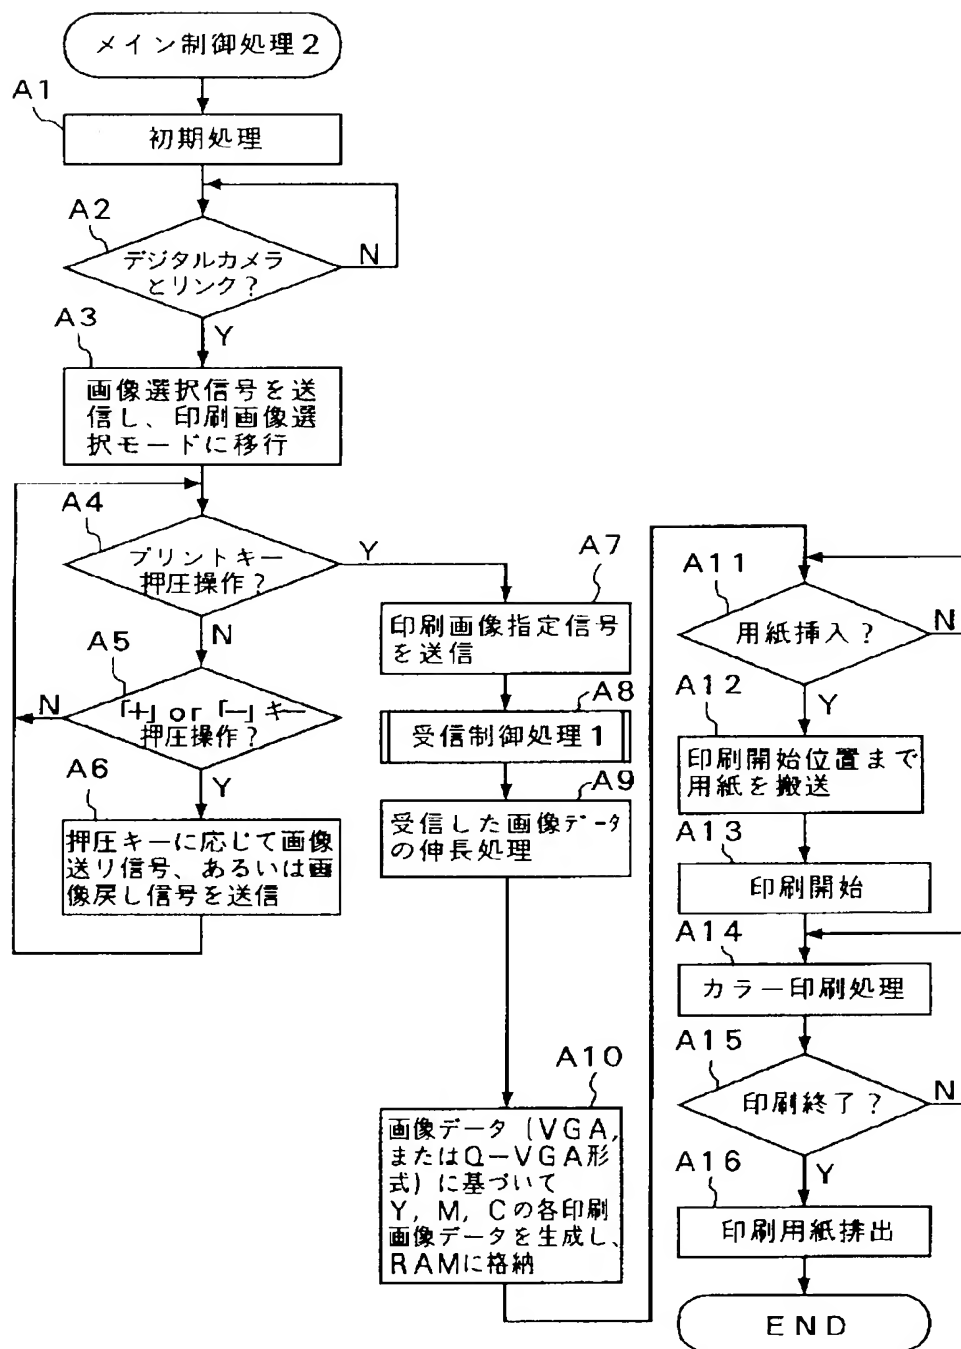 メイン制御処理2
A1
初期処理
A2
デジタルカメラ
とリンク？
N
Y
A3
画像選択信号を送
信し、印刷画像選
択モードに移行
A4
プリントキー
押圧操作？
Y
N
A5
「+」or「−」キー
押圧操作？
N
Y
A6
押圧キーに応じて画像
送り信号、あるいは画
像戻し信号を送信
A7
印刷画像指定信号
を送信
A8
受信制御処理1
A9
受信した画像データ
の伸長処理
A10
画像データ（VGA,
またはQ−VGA形
式）に基づいて
Y, M, Cの各印刷
画像データを生成し、
RAMに格納
A11
用紙挿入？
N
Y
A12
印刷開始位置まで
用紙を搬送
A13
印刷開始
A14
カラー印刷処理
A15
印刷終了？
N
Y
A16
印刷用紙排出
END